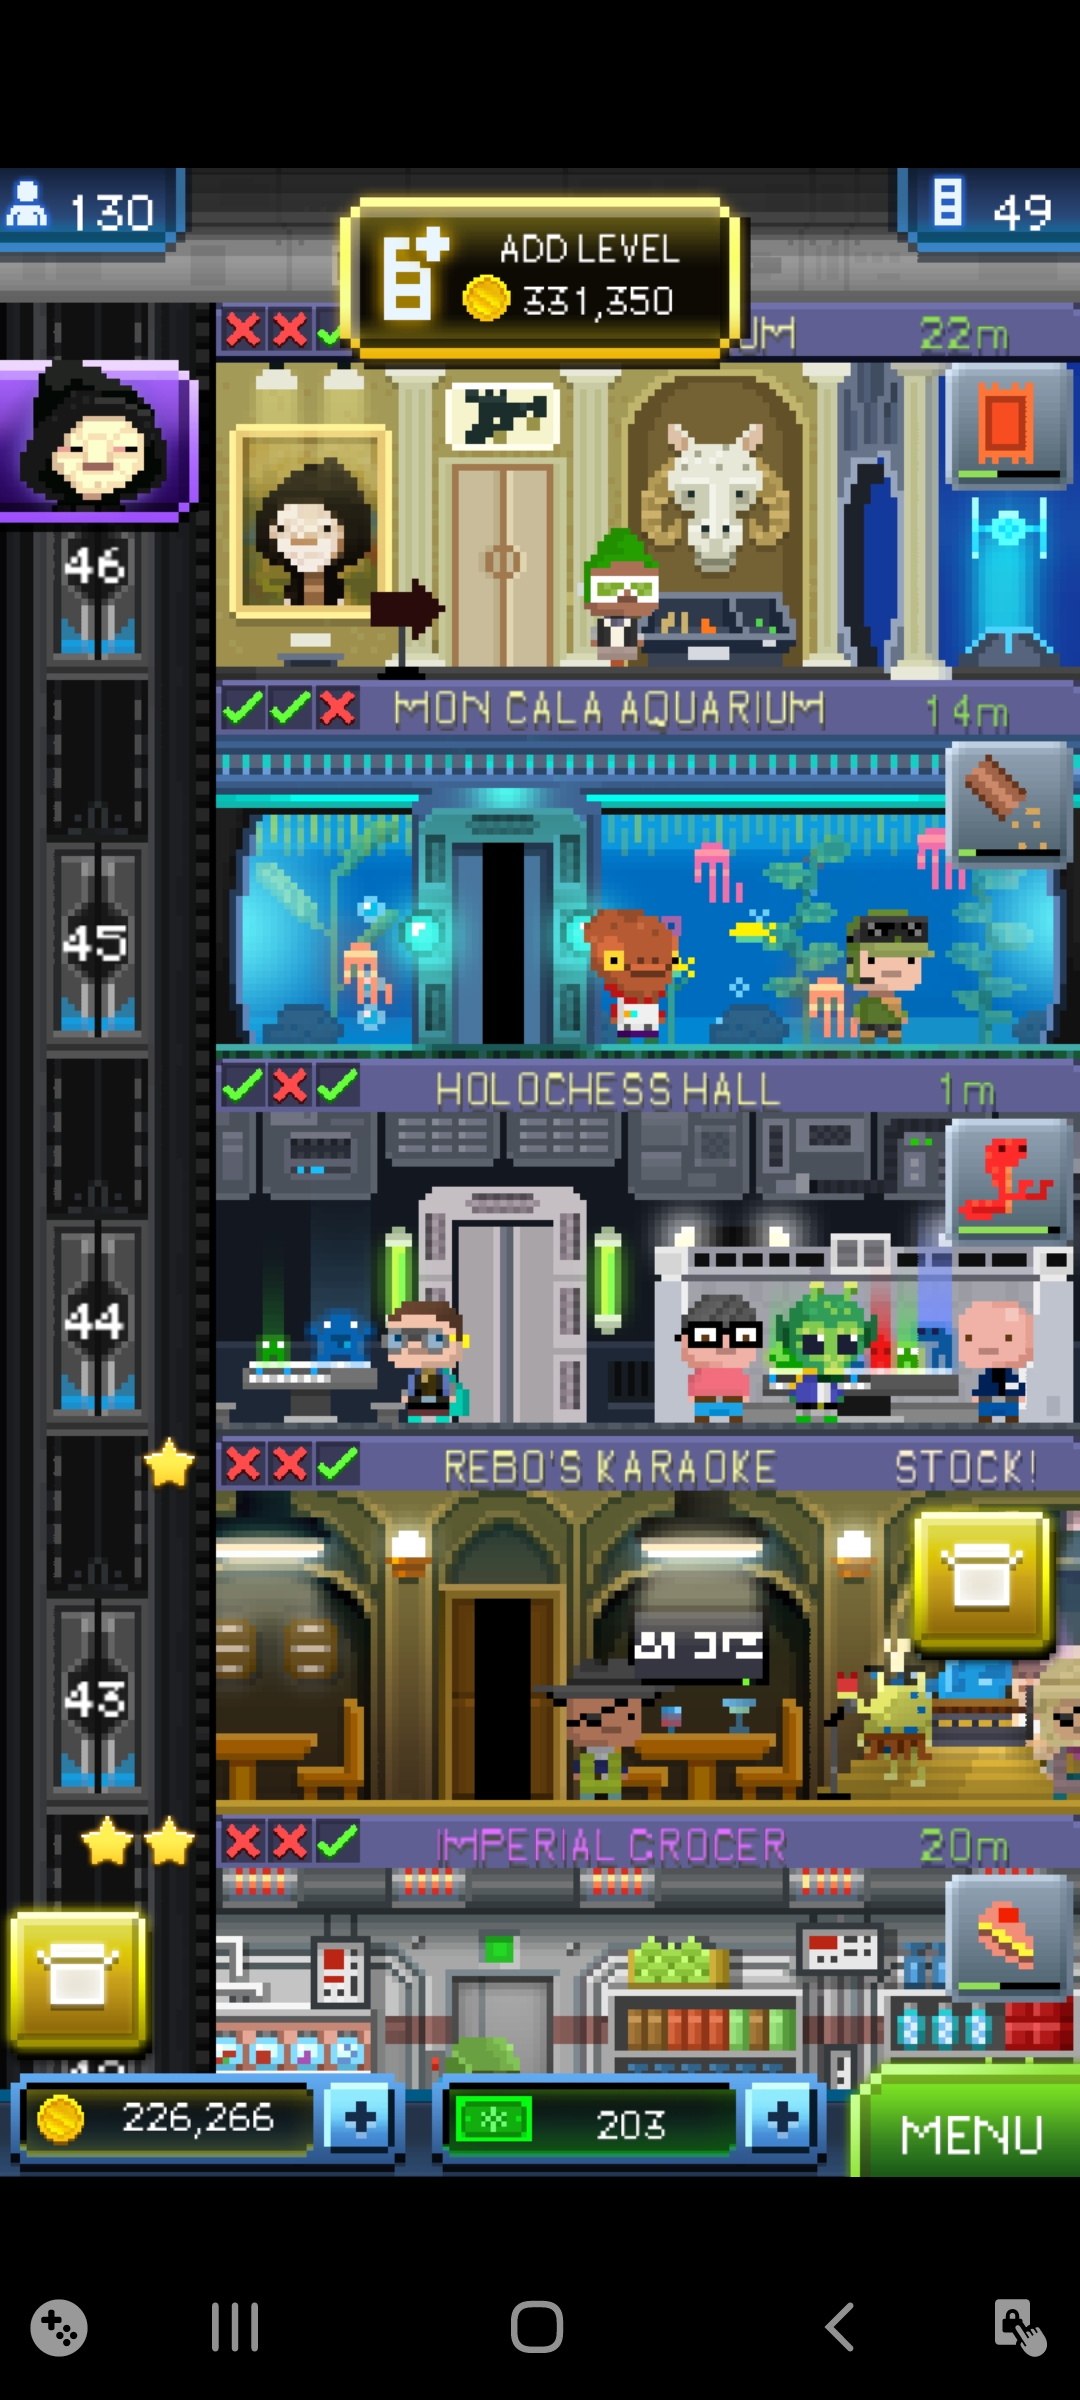 130
49
ADD LEVEL
331,350
UM 22m
46
MON CALA AQUARIUM 14m
45
HOLOCHESS HALL 1m
44
REBO'S KARAOKE STOCK!
43
IMPERIAL GROCER 20m
226,266
203
MENU